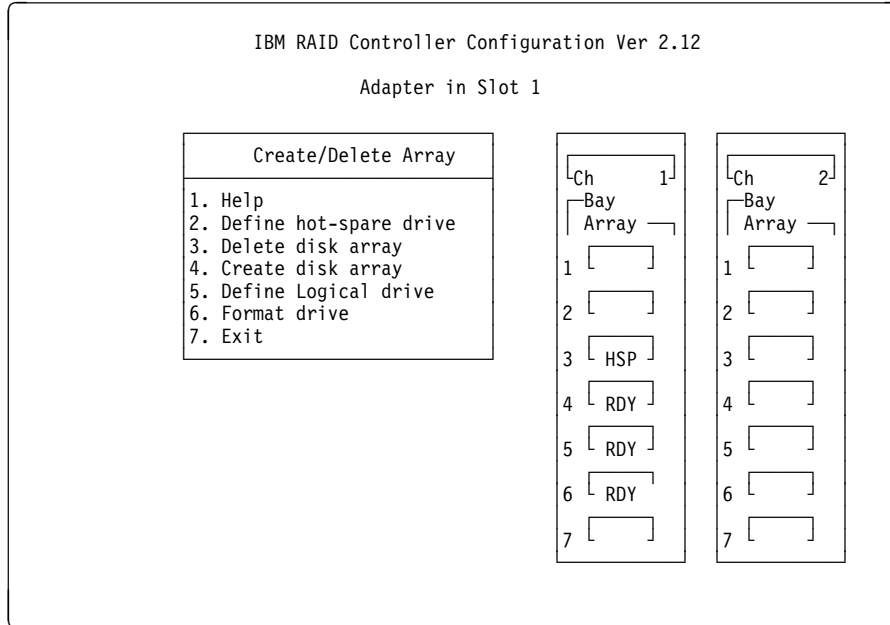 IBM RAID Controller Configuration Ver 2.12
Adapter in Slot 1
Create/Delete Array
1. Help
2. Define hot-spare drive
3. Delete disk array
4. Create disk array
5. Define Logical drive
6. Format drive
7. Exit
Ch 1
Bay
Array
1
2
3 HSP
4 RDY
5 RDY
6 RDY
7
Ch 2
Bay
Array
1
2
3
4
5
6
7